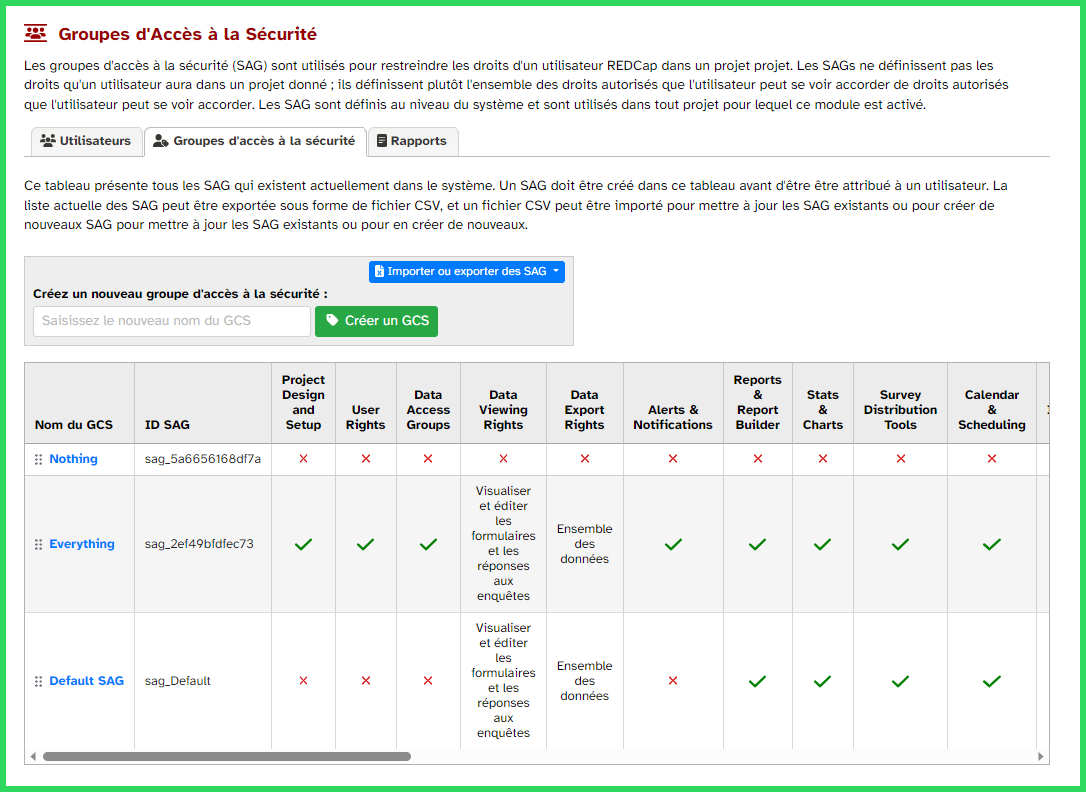 Groupes d'Accès à la Sécurité
Les groupes d'accès à la sécurité (SAG) sont utilisés pour restreindre les droits d'un utilisateur REDCap dans un projet projet. Les SAGs ne définissent pas les
droits qu'un utilisateur aura dans un projet donné ; ils définissent plutôt l'ensemble des droits autorisés que l'utilisateur peut se voir accorder de droits autorisés
que l'utilisateur peut se voir accorder. Les SAG sont définis au niveau du système et sont utilisés dans tout projet pour lequel ce module est activé.
Utilisateurs
Groupes d'accès à la sécurité
Rapports
Ce tableau présente tous les SAG qui existent actuellement dans le système. Un SAG doit être créé dans ce tableau avant d'être être attribué à un utilisateur. La
liste actuelle des SAG peut être exportée sous forme de fichier CSV, et un fichier CSV peut être importé pour mettre à jour les SAG existants ou pour créer de
nouveaux SAG pour mettre à jour les SAG existants ou pour en créer de nouveaux.
Importer ou exporter des SAG
Créez un nouveau groupe d'accès à la sécurité :
Saisissez le nouveau nom du GCS
Créer un GCS
Nom du GCS
ID SAG
Project
Design
and
Setup
User
Rights
Data
Access
Groups
Data
Viewing
Rights
Data
Export
Rights
Alerts &
Notifications
Reports
&
Report
Builder
Stats
&
Charts
Survey
Distribution
Tools
Calendar
&
Scheduling
Nothing
sag_5a6656168df7a
Everything
sag_2ef49bfdfec73
Visualiser
et éditer
les
formulaires
et les
réponses
aux
enquêtes
Ensemble
des
données
Default SAG
sag_Default
Visualiser
et éditer
les
formulaires
et les
réponses
aux
enquêtes
Ensemble
des
données